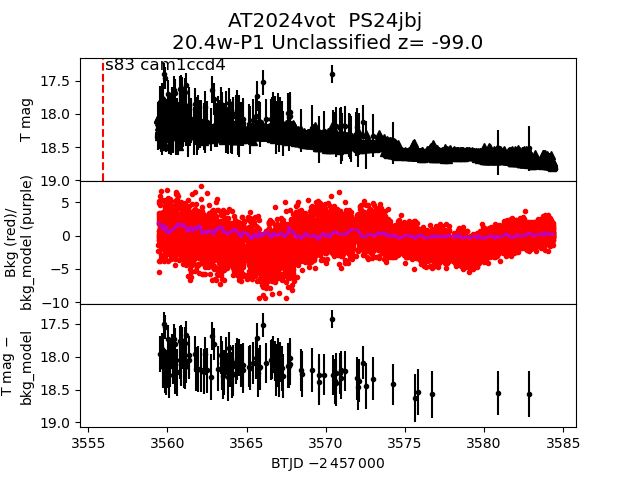 AT2024vot  PS24jbj
20.4w-P1 Unclassified z= -99.0
s83 cam1ccd4
T mag
17.5
18.0
18.5
19.0
Bkg (red)/
bkg_model (purple)
5
0
−5
−10
T mag −
bkg_model
17.5
18.0
18.5
19.0
3555 3560 3565 3570 3575 3580 3585
BTJD −2 457 000